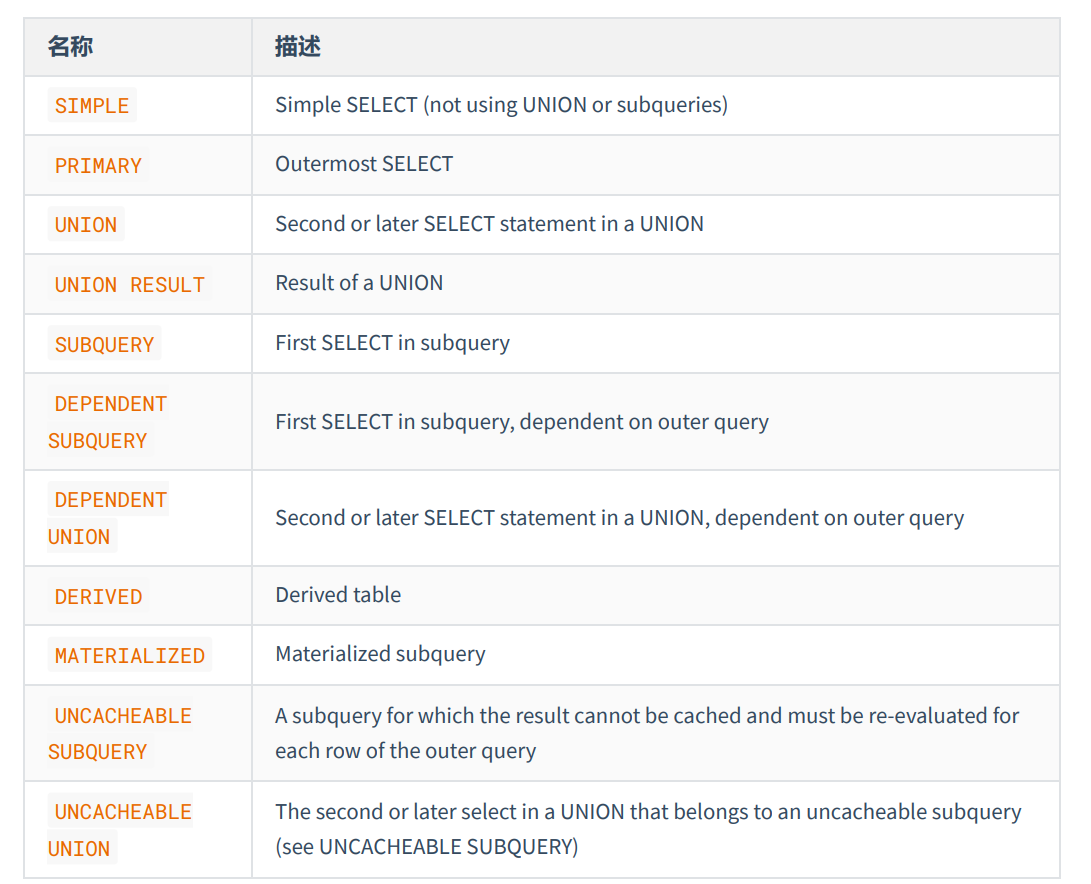 名称 描述
SIMPLE Simple SELECT (not using UNION or subqueries)
PRIMARY Outermost SELECT
UNION Second or later SELECT statement in a UNION
UNION RESULT Result of a UNION
SUBQUERY First SELECT in subquery
DEPENDENT
SUBQUERY
First SELECT in subquery, dependent on outer query
DEPENDENT
UNION
Second or later SELECT statement in a UNION, dependent on outer query
DERIVED Derived table
MATERIALIZED Materialized subquery
UNCACHEABLE
SUBQUERY
A subquery for which the result cannot be cached and must be re-evaluated for
each row of the outer query
UNCACHEABLE
UNION
The second or later select in a UNION that belongs to an uncacheable subquery
(see UNCACHEABLE SUBQUERY)